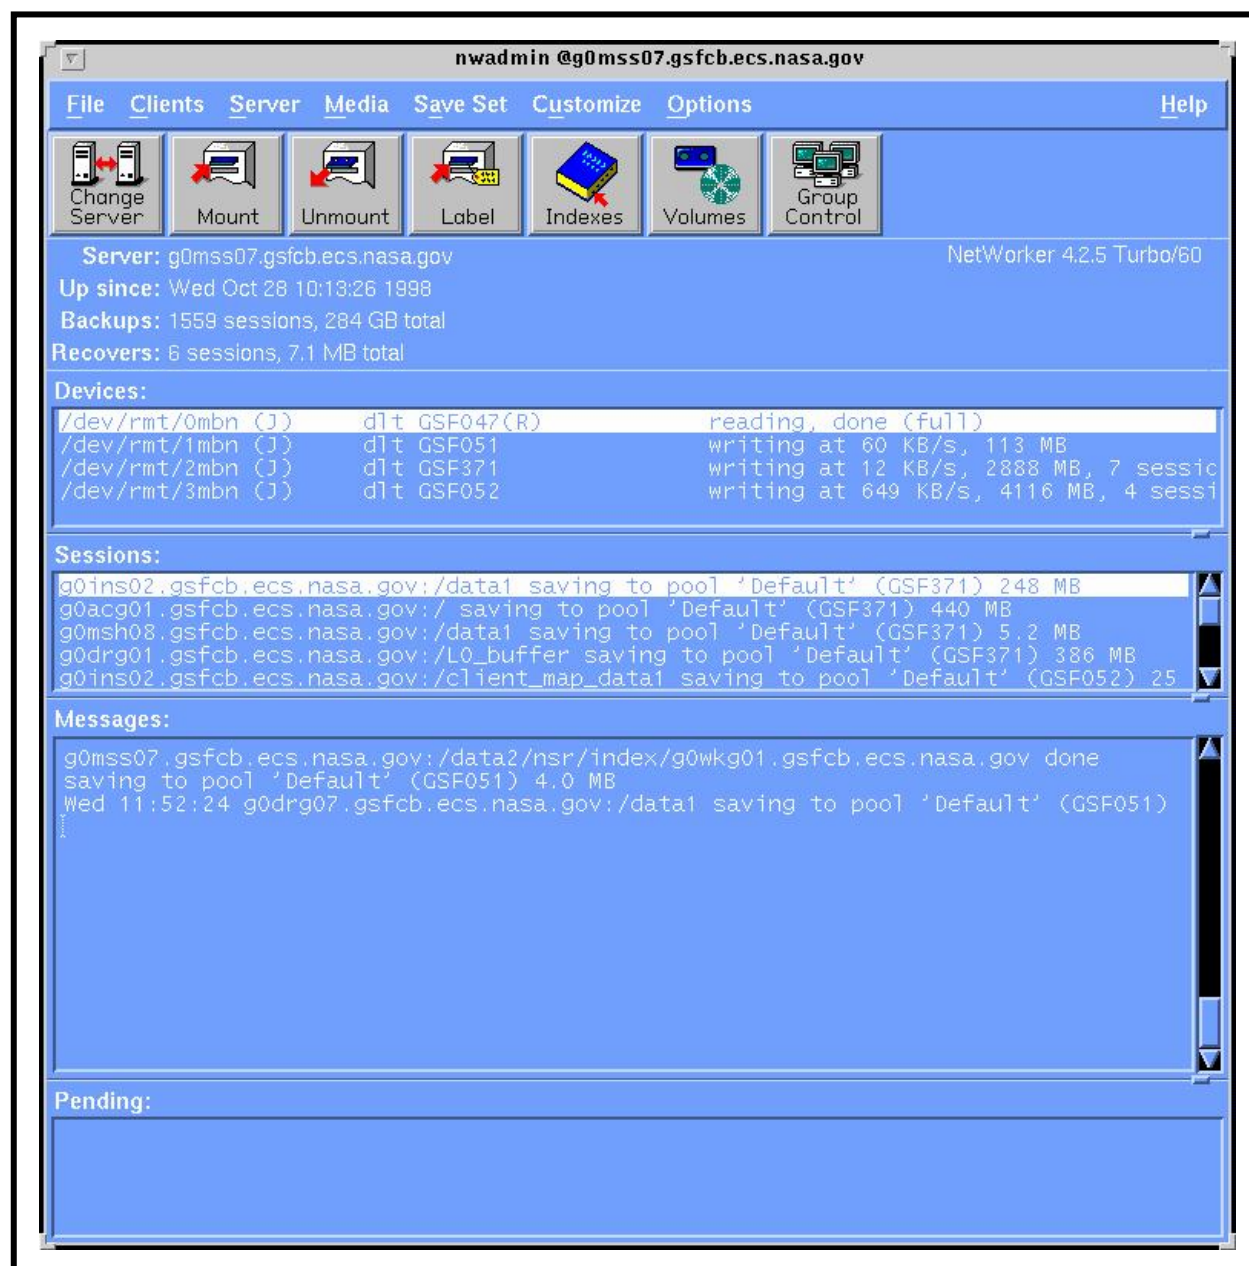 nwadmin @g0mss07.gsfcb.ecs.nasa.gov
File Clients Server Media Save Set Customize Options Help
Change Server Mount Unmount Label Indexes Volumes Group Control
Server: g0mss07.gsfcb.ecs.nasa.gov NetWorker 4.2.5 Turbo/60
Up since: Wed Oct 28 10:13:26 1998
Backups: 1559 sessions, 284 GB total
Recovers: 6 sessions, 7.1 MB total
Devices:
/dev/rmt/0mbn (J) dlt GSF047(R) reading, done (full)
/dev/rmt/1mbn (J) dlt GSF051 writing at 60 KB/s, 113 MB
/dev/rmt/2mbn (J) dlt GSF371 writing at 12 KB/s, 2888 MB, 7 sessic
/dev/rmt/3mbn (J) dlt GSF052 writing at 649 KB/s, 4116 MB, 4 sessi
Sessions:
g0ins02.gsfcb.ecs.nasa.gov:/data1 saving to pool 'Default' (GSF371) 248 MB
g0acg01.gsfcb.ecs.nasa.gov:/ saving to pool 'Default' (GSF371) 440 MB
g0msh08.gsfcb.ecs.nasa.gov:/data1 saving to pool 'Default' (GSF371) 5.2 MB
g0drg01.gsfcb.ecs.nasa.gov:/L0_buffer saving to pool 'Default' (GSF371) 386 MB
g0ins02.gsfcb.ecs.nasa.gov:/client_map_data1 saving to pool 'Default' (GSF052) 25
Messages:
g0mss07.gsfcb.ecs.nasa.gov:/data2/nsr/index/g0wkg01.gsfcb.ecs.nasa.gov done
saving to pool 'Default' (GSF051) 4.0 MB
Wed 11:52:24 g0drg07.gsfcb.ecs.nasa.gov:/data1 saving to pool 'Default' (GSF051)
Pending: